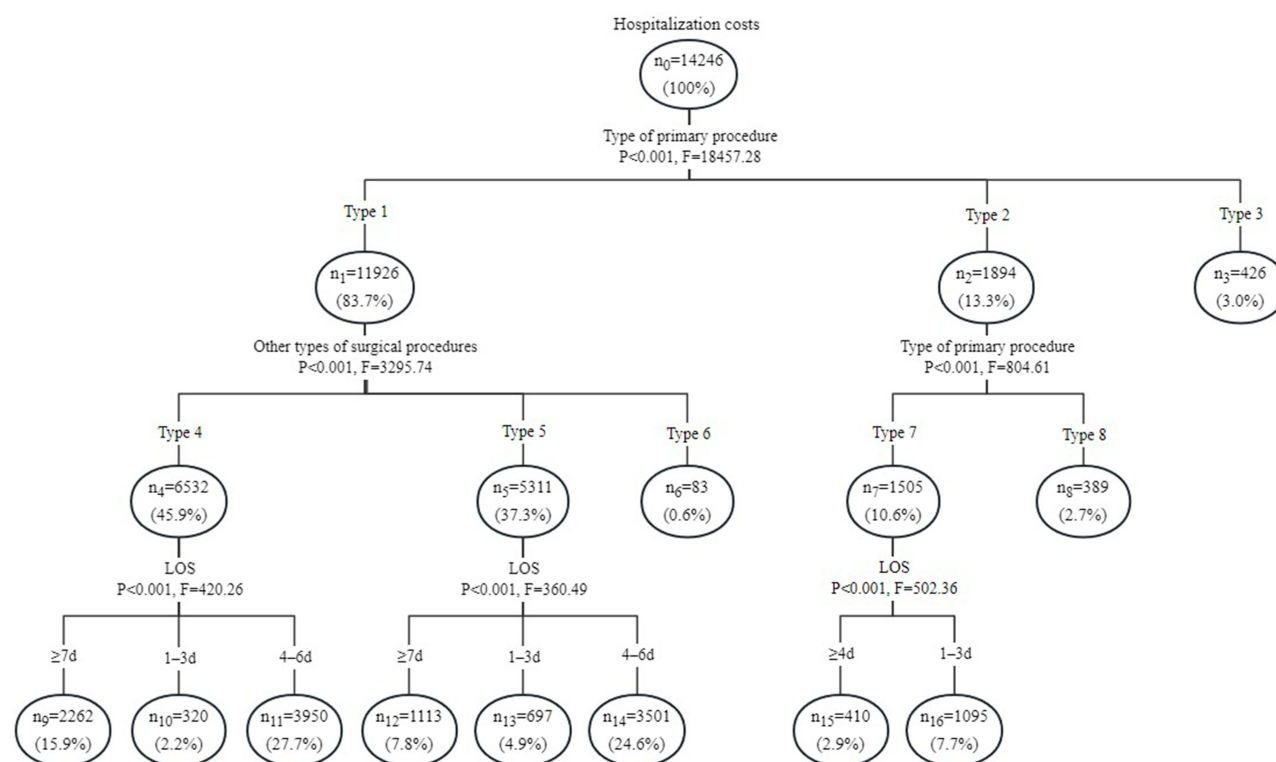 Hospitalization costs
n0=14246
(100%)
Type of primary procedure
P<0.001, F=18457.28
Type 1
Type 2
Type 3
n1=11926
(83.7%)
n2=1894
(13.3%)
n3=426
(3.0%)
Other types of surgical procedures
P<0.001, F=3295.74
Type of primary procedure
P<0.001, F=804.61
Type 4
Type 5
Type 6
Type 7
Type 8
n4=6532
(45.9%)
n5=5311
(37.3%)
n6=83
(0.6%)
n7=1505
(10.6%)
n8=389
(2.7%)
LOS
P<0.001, F=420.26
LOS
P<0.001, F=360.49
LOS
P<0.001, F=502.36
≥7d
1–3d
4–6d
≥7d
1–3d
4–6d
≥4d
1–3d
n9=2262
(15.9%)
n10=320
(2.2%)
n11=3950
(27.7%)
n12=1113
(7.8%)
n13=697
(4.9%)
n14=3501
(24.6%)
n15=410
(2.9%)
n16=1095
(7.7%)